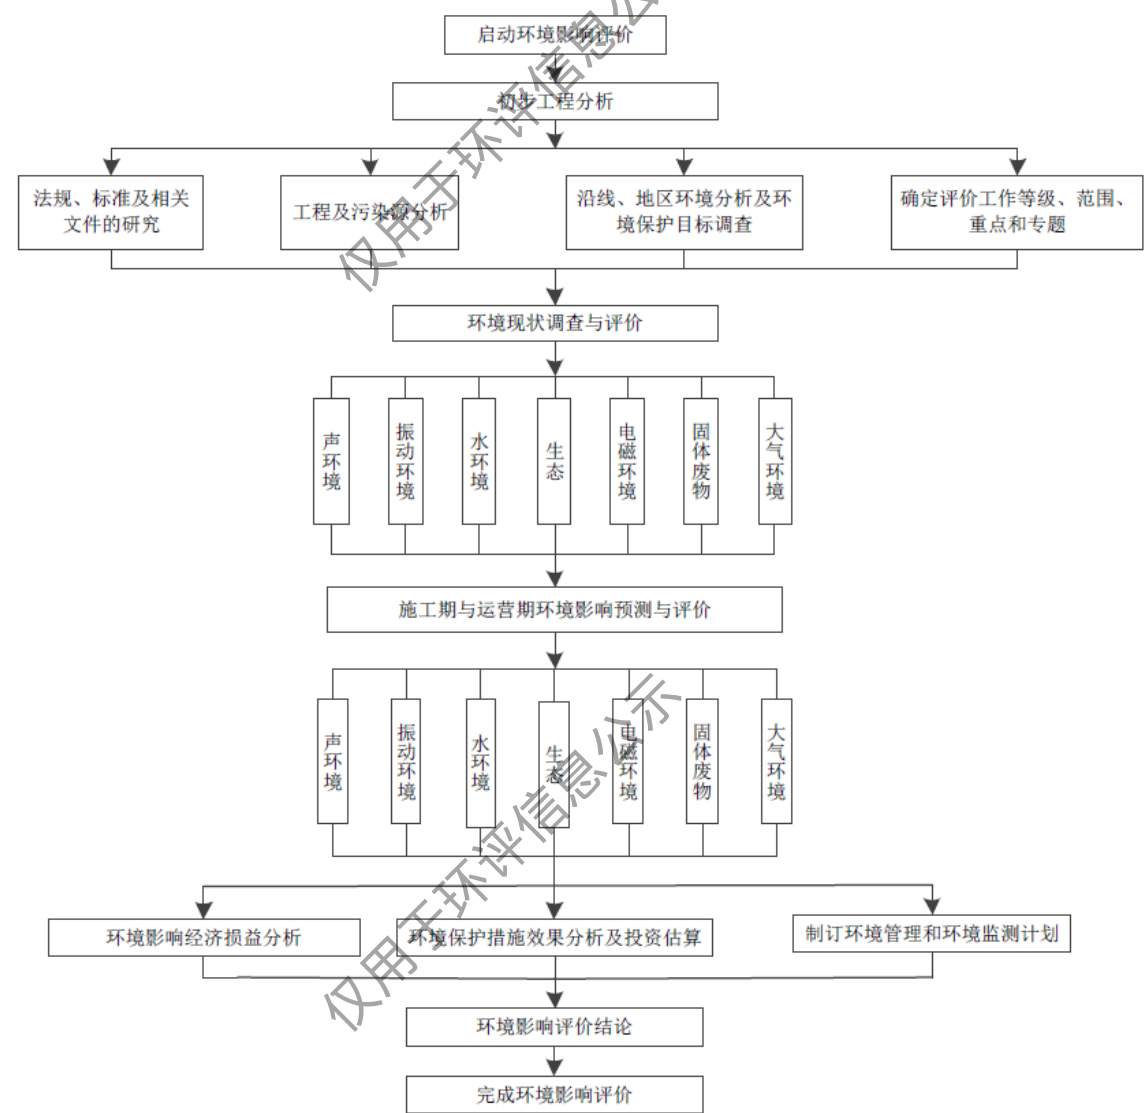 启动环境影响评价
初步工程分析
法规、标准及相关
文件的研究
工程及污染源分析
沿线、地区环境分析及环
境保护目标调查
确定评价工作等级、范围、
重点和专题
环境现状调查与评价
声环境
振动环境
水环境
生态
电磁环境
固体废物
大气环境
施工期与运营期环境影响预测与评价
声环境
振动环境
水环境
生态
电磁环境
固体废物
大气环境
环境影响经济损益分析
环境保护措施效果分析及投资估算
制订环境管理和环境监测计划
环境影响评价结论
完成环境影响评价
仅用于环评信息公
仅用于环评信息公示